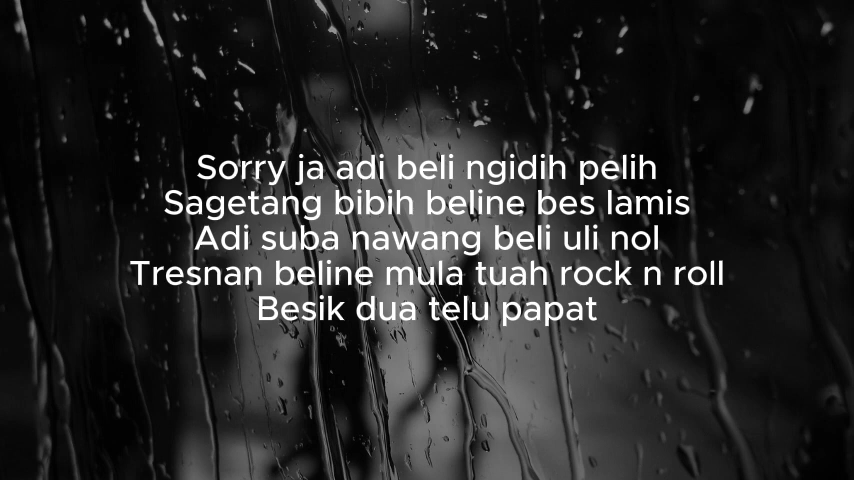 Sorry ja adi beli ngidih pelih
Sagetang bibih beline bes lamis
Adi suba nawang beli uli nol
Tresnan beline mula tuah rock n roll
Besik dua telu papat